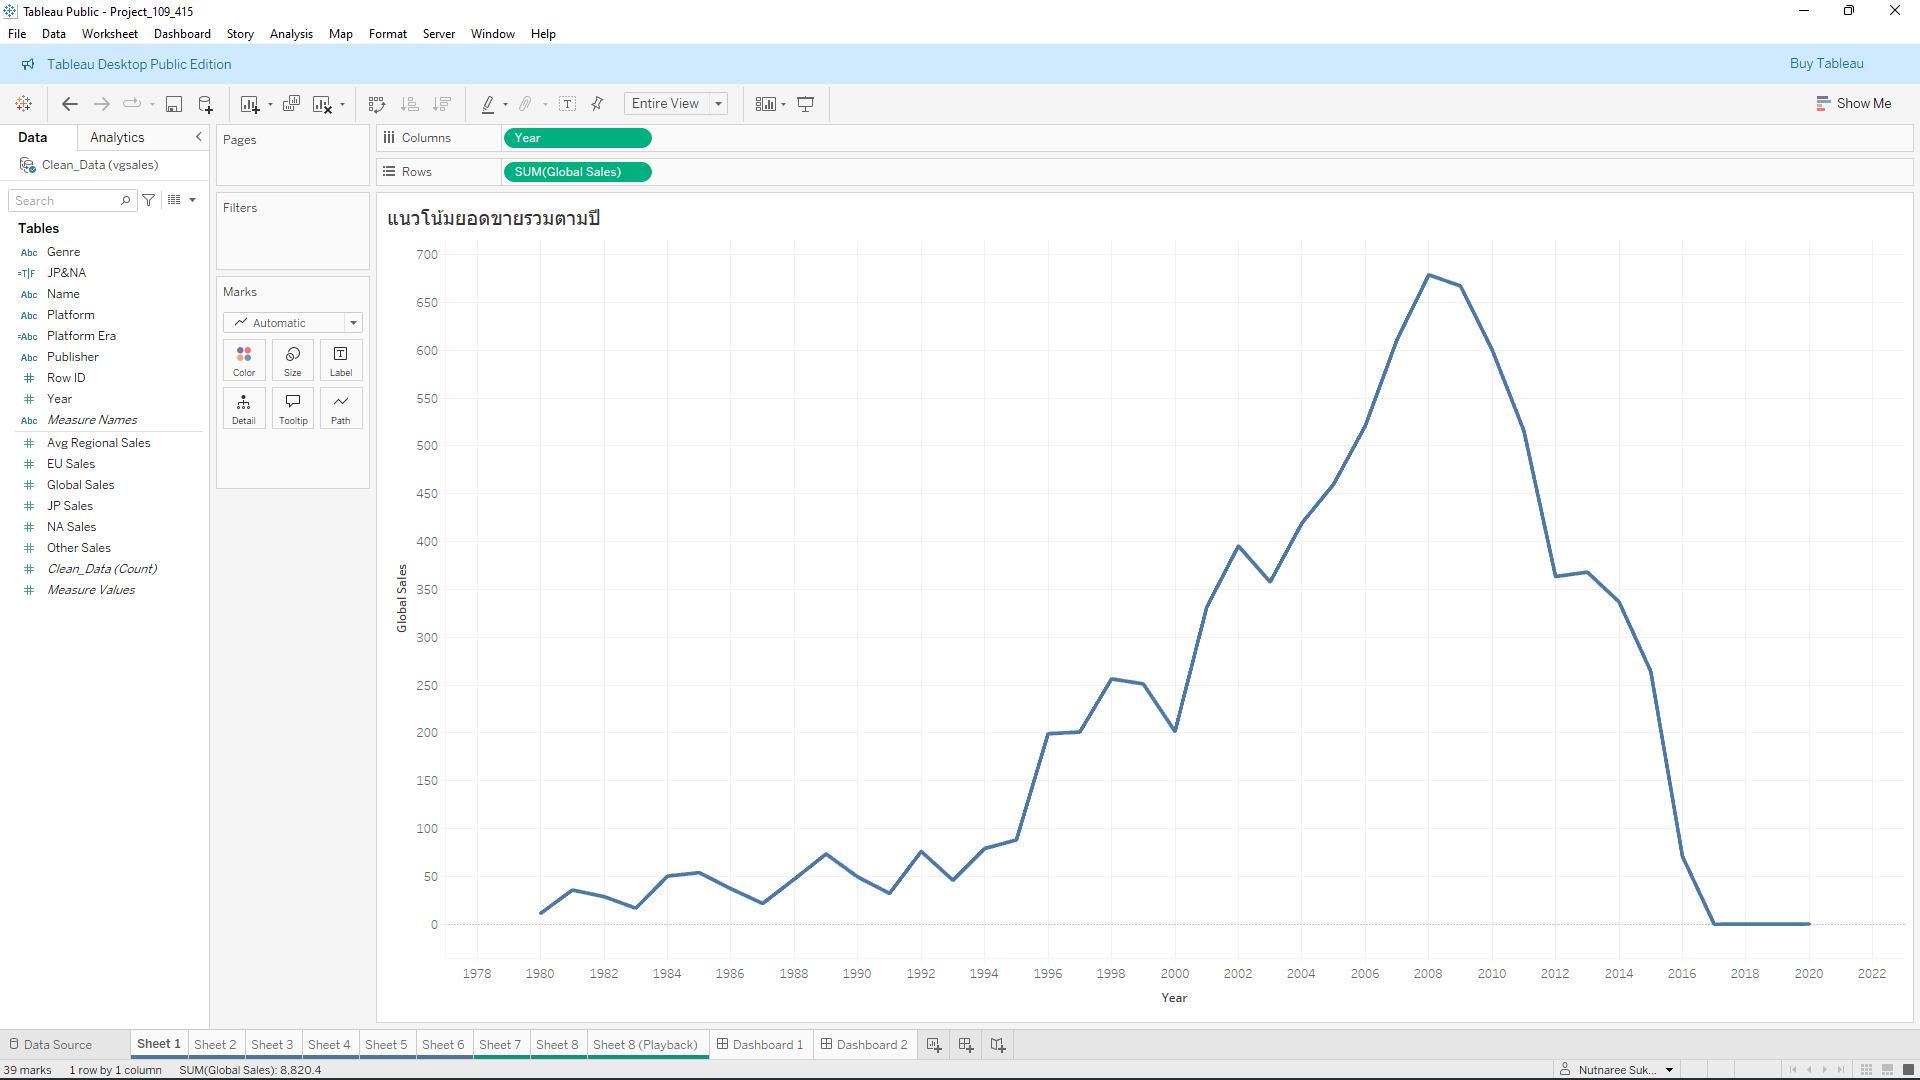 Tableau Public - Project_109_415
File Data Worksheet Dashboard Story Analysis Map Format Server Window Help
Tableau Desktop Public Edition Buy Tableau
Entire View Show Me
Data Analytics
Clean_Data (vgsales)
Search
Tables
Abc Genre
=T|F JP&NA
Abc Name
Abc Platform
=Abc Platform Era
Abc Publisher
# Row ID
# Year
Abc Measure Names
# Avg Regional Sales
# EU Sales
# Global Sales
# JP Sales
# NA Sales
# Other Sales
# Clean_Data (Count)
# Measure Values
Pages
Filters
Marks
Automatic
Color Size Label
Detail Tooltip Path
Columns Year
Rows SUM(Global Sales)
แนวโน้มยอดขายรวมตามปี
700
650
600
550
500
450
400
350
300
250
200
150
100
50
0
Global Sales
1978 1980 1982 1984 1986 1988 1990 1992 1994 1996 1998 2000 2002 2004 2006 2008 2010 2012 2014 2016 2018 2020 2022
Year
Data Source Sheet 1 Sheet 2 Sheet 3 Sheet 4 Sheet 5 Sheet 6 Sheet 7 Sheet 8 Sheet 8 (Playback) Dashboard 1 Dashboard 2
39 marks 1 row by 1 column SUM(Global Sales): 8,820.4 Nutnaree Suk...